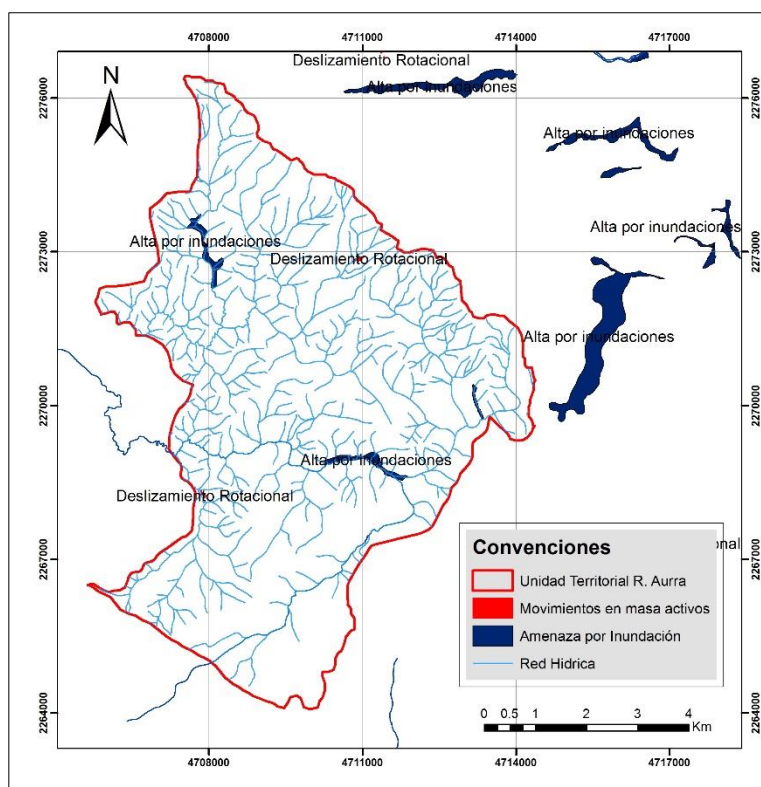 4708000 4711000 4714000 4717000
Deslizamiento Rotacional
Alta por inundaciones
N
2276000 2276000
Alta por inundaciones
Alta por inundaciones
Alta por inundaciones
2273000 2273000
Deslizamiento Rotacional
Alta por inundaciones
2270000 2270000
Alta por inundaciones
Deslizamiento Rotacional
Convenciones
onal
2267000 2267000
Unidad Territorial R. Aurra
Movimientos en masa activos
Amenaza por Inundación
Red Hidrica
2264000 2264000
0 0.5 1 2 3 4
Km
4708000 4711000 4714000 4717000